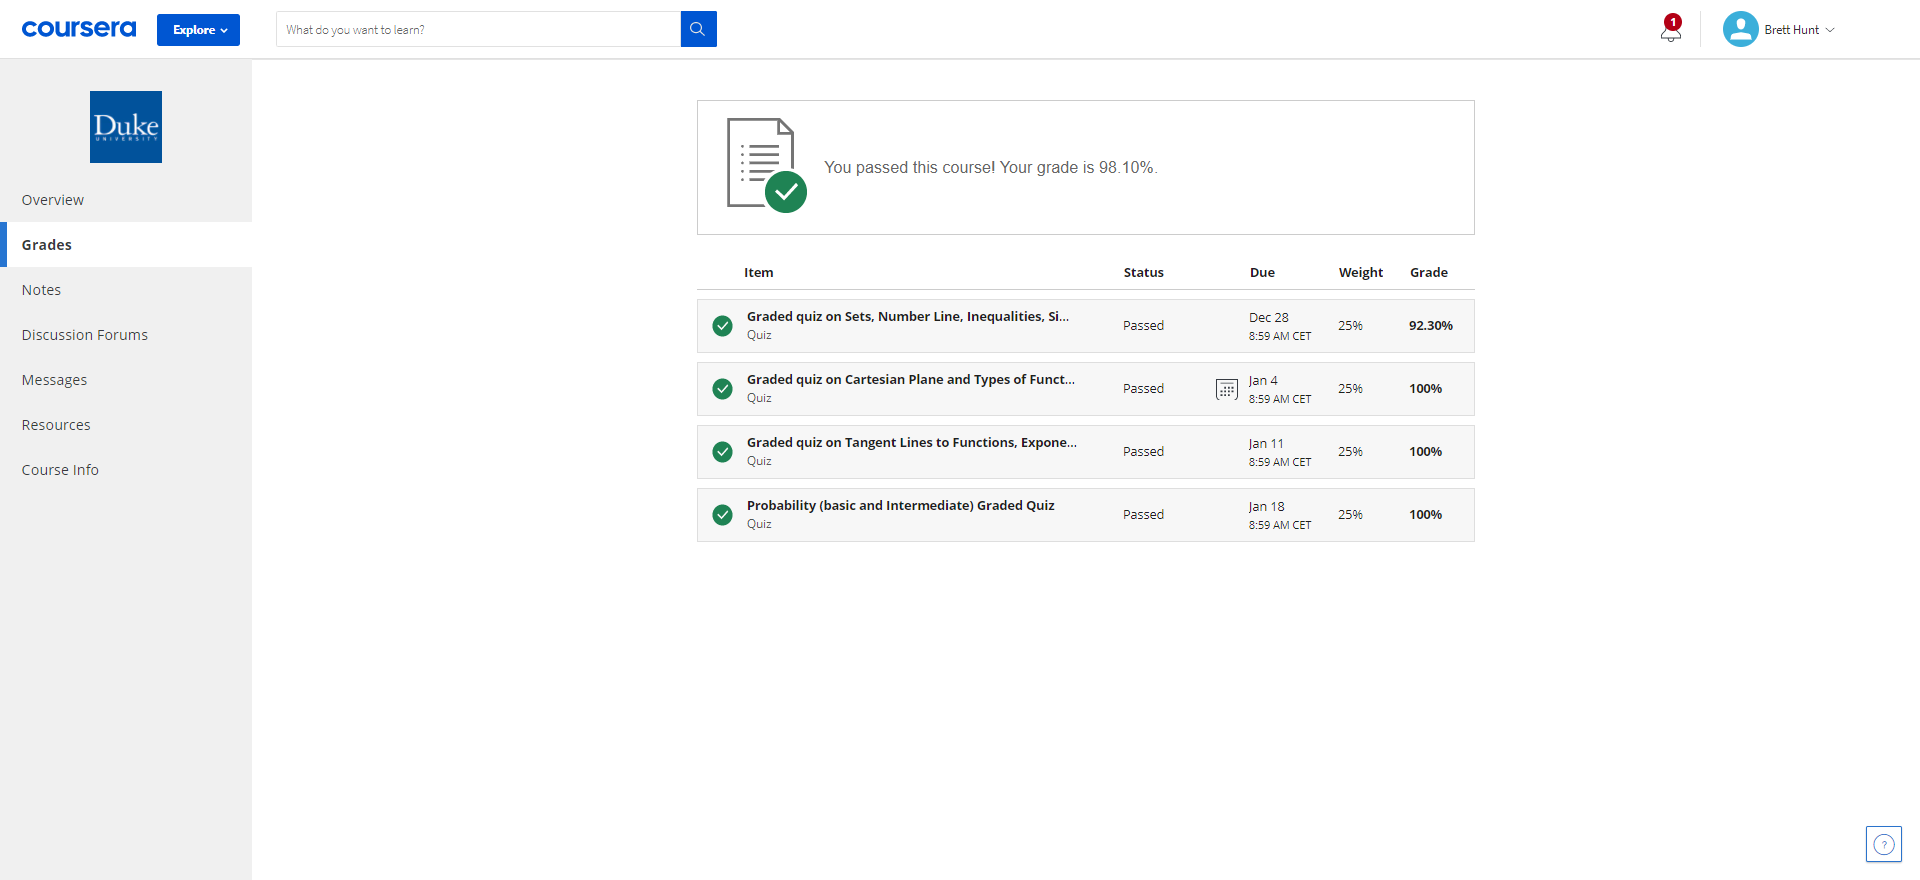 coursera
Explore
What do you want to learn?
1
Brett Hunt
Duke
UNIVERSITY
Overview
Grades
Notes
Discussion Forums
Messages
Resources
Course Info
You passed this course! Your grade is 98.10%.
Item Status Due Weight Grade
Graded quiz on Sets, Number Line, Inequalities, Si...
Quiz
Passed
Dec 28
8:59 AM CET
25%
92.30%
Graded quiz on Cartesian Plane and Types of Funct...
Quiz
Passed
Jan 4
8:59 AM CET
25%
100%
Graded quiz on Tangent Lines to Functions, Expone...
Quiz
Passed
Jan 11
8:59 AM CET
25%
100%
Probability (basic and Intermediate) Graded Quiz
Quiz
Passed
Jan 18
8:59 AM CET
25%
100%
?